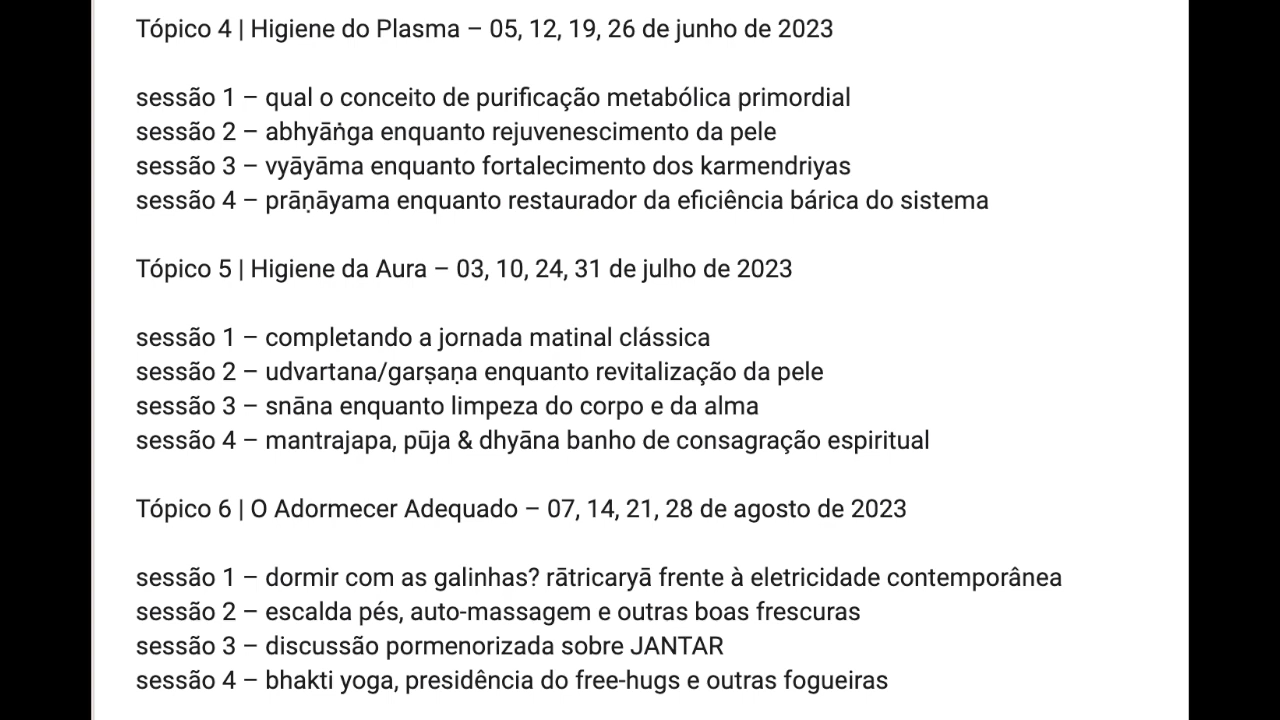 Tópico 4 | Higiene do Plasma – 05, 12, 19, 26 de junho de 2023
sessão 1 – qual o conceito de purificação metabólica primordial
sessão 2 – abhyāṅga enquanto rejuvenescimento da pele
sessão 3 – vyāyāma enquanto fortalecimento dos karmendriyas
sessão 4 – prāṇāyama enquanto restaurador da eficiência bárica do sistema
Tópico 5 | Higiene da Aura – 03, 10, 24, 31 de julho de 2023
sessão 1 – completando a jornada matinal clássica
sessão 2 – udvartana/garṣaṇa enquanto revitalização da pele
sessão 3 – snāna enquanto limpeza do corpo e da alma
sessão 4 – mantrajapa, pūja & dhyāna banho de consagração espiritual
Tópico 6 | O Adormecer Adequado – 07, 14, 21, 28 de agosto de 2023
sessão 1 – dormir com as galinhas? rātricaryā frente à eletricidade contemporânea
sessão 2 – escalda pés, auto-massagem e outras boas frescuras
sessão 3 – discussão pormenorizada sobre JANTAR
sessão 4 – bhakti yoga, presidência do free-hugs e outras fogueiras